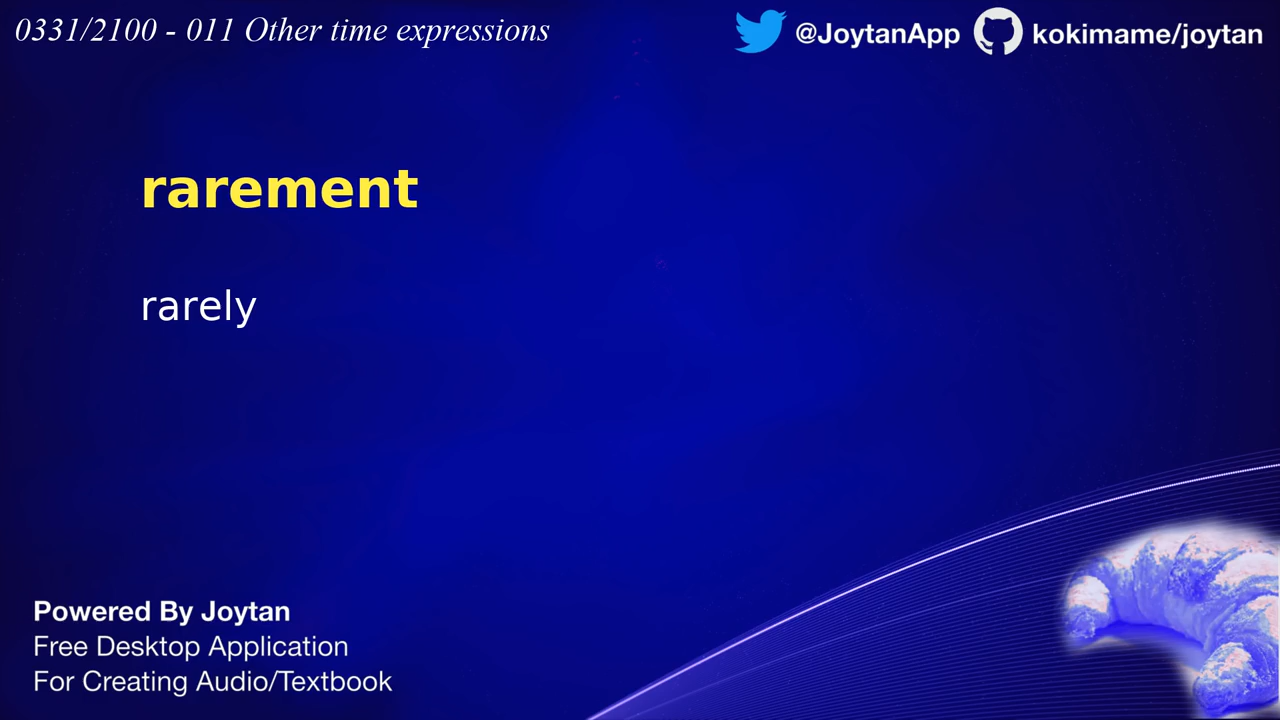 0331/2100 - 011 Other time expressions
@JoytanApp
kokimame/joytan
rarement
rarely
Powered By Joytan
Free Desktop Application
For Creating Audio/Textbook